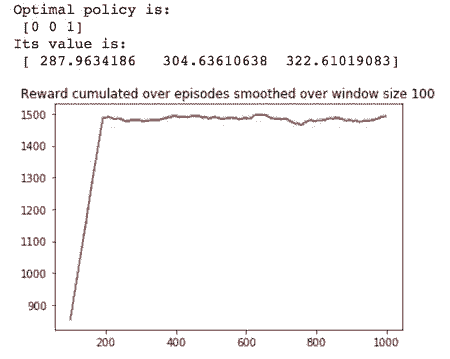 Optimal policy is:
[0 0 1]
Its value is:
[ 287.9634186 304.63610638 322.61019083]
Reward cumulated over episodes smoothed over window size 100
1500
1400
1300
1200
1100
1000
900
200 400 600 800 1000